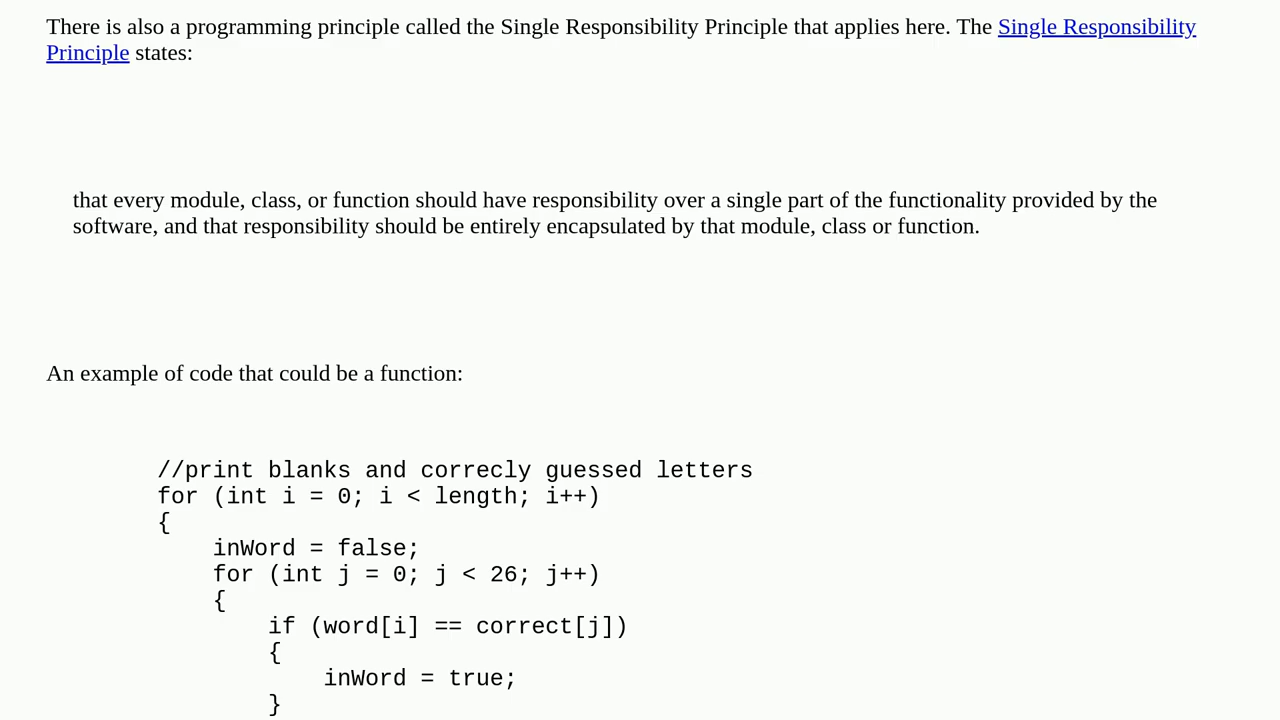 There is also a programming principle called the Single Responsibility Principle that applies here. The Single Responsibility
Principle states:
that every module, class, or function should have responsibility over a single part of the functionality provided by the
software, and that responsibility should be entirely encapsulated by that module, class or function.
An example of code that could be a function:
//print blanks and correcly guessed letters
for (int i = 0; i < length; i++)
{
    inWord = false;
    for (int j = 0; j < 26; j++)
    {
        if (word[i] == correct[j])
        {
            inWord = true;
        }